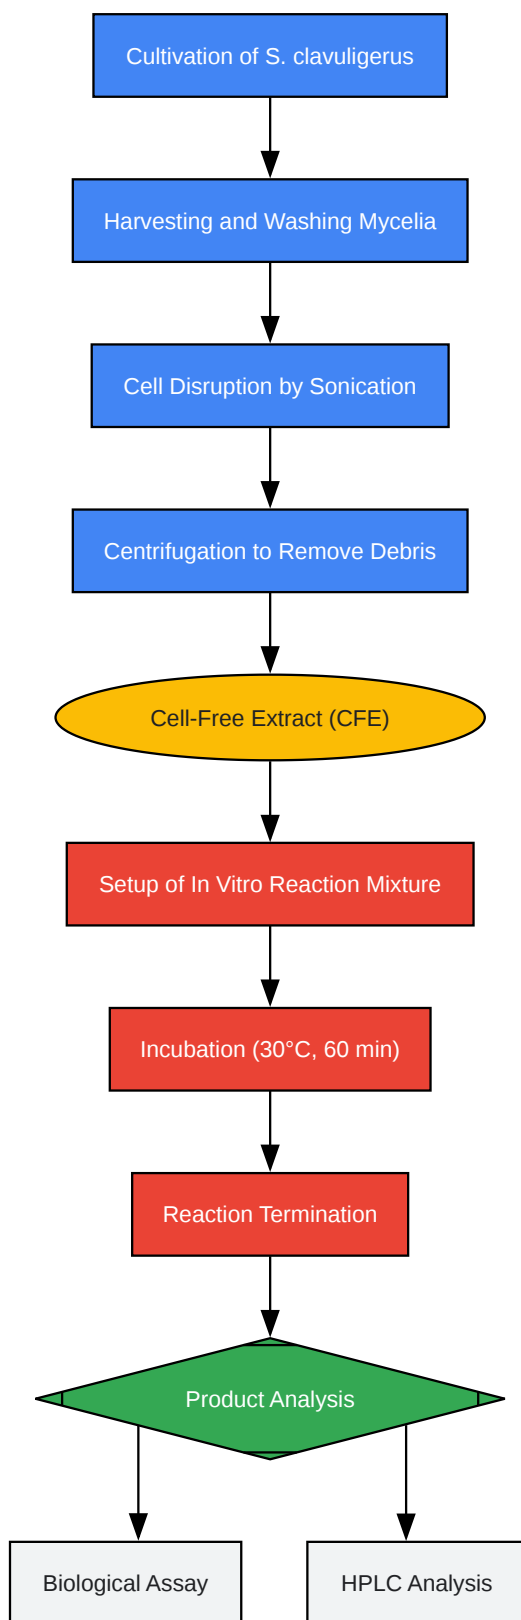 Cultivation of S. clavuligerus
Harvesting and Washing Mycelia
Cell Disruption by Sonication
Centrifugation to Remove Debris
Cell-Free Extract (CFE)
Setup of In Vitro Reaction Mixture
Incubation (30°C, 60 min)
Reaction Termination
Product Analysis
Biological Assay
HPLC Analysis